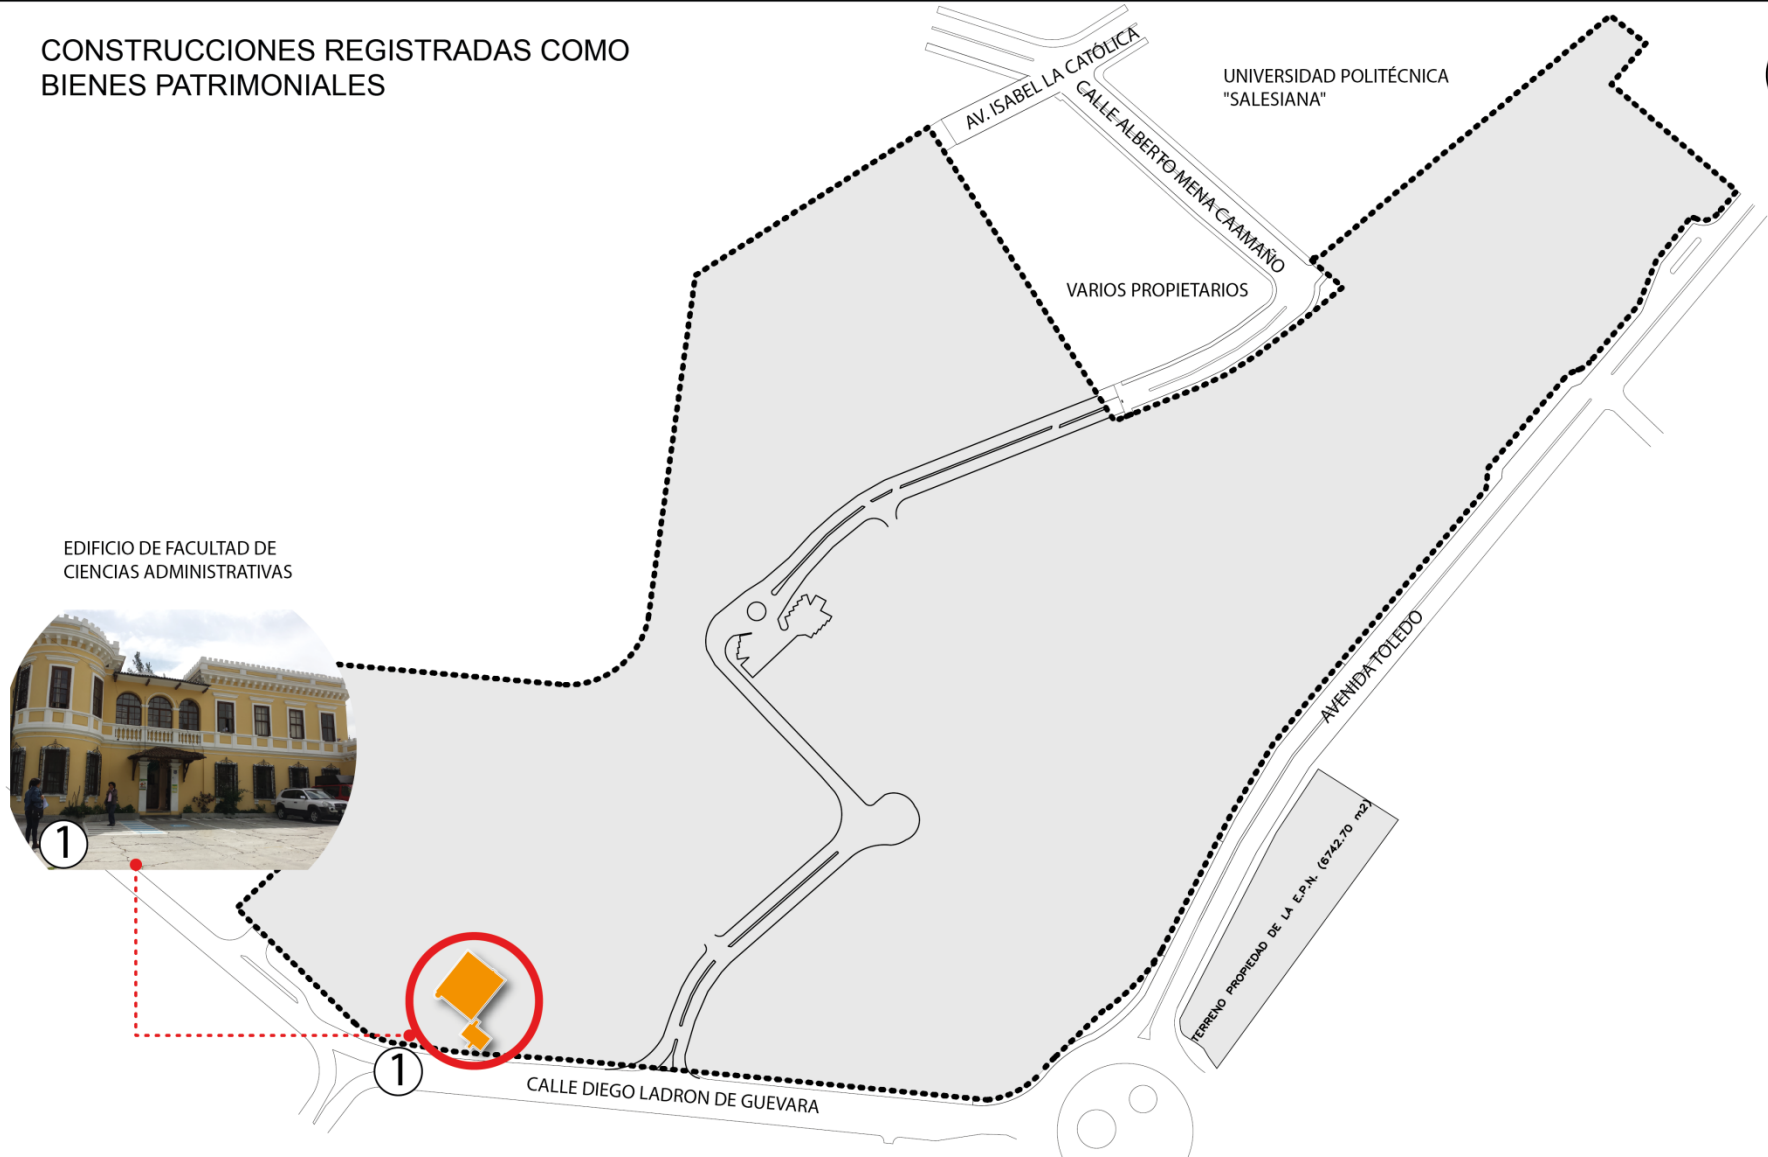 CONSTRUCCIONES REGISTRADAS COMO
BIENES PATRIMONIALES
AV. ISABEL LA CATÓLICA
CALLE ALBERTO MENA CAAMAÑO
UNIVERSIDAD POLITÉCNICA
"SALESIANA"
VARIOS PROPIETARIOS
EDIFICIO DE FACULTAD DE
CIENCIAS ADMINISTRATIVAS
1
AVENIDA TOLEDO
TERRENO PROPIEDAD DE LA E.P.N. (6742.70 m2)
1
CALLE DIEGO LADRON DE GUEVARA